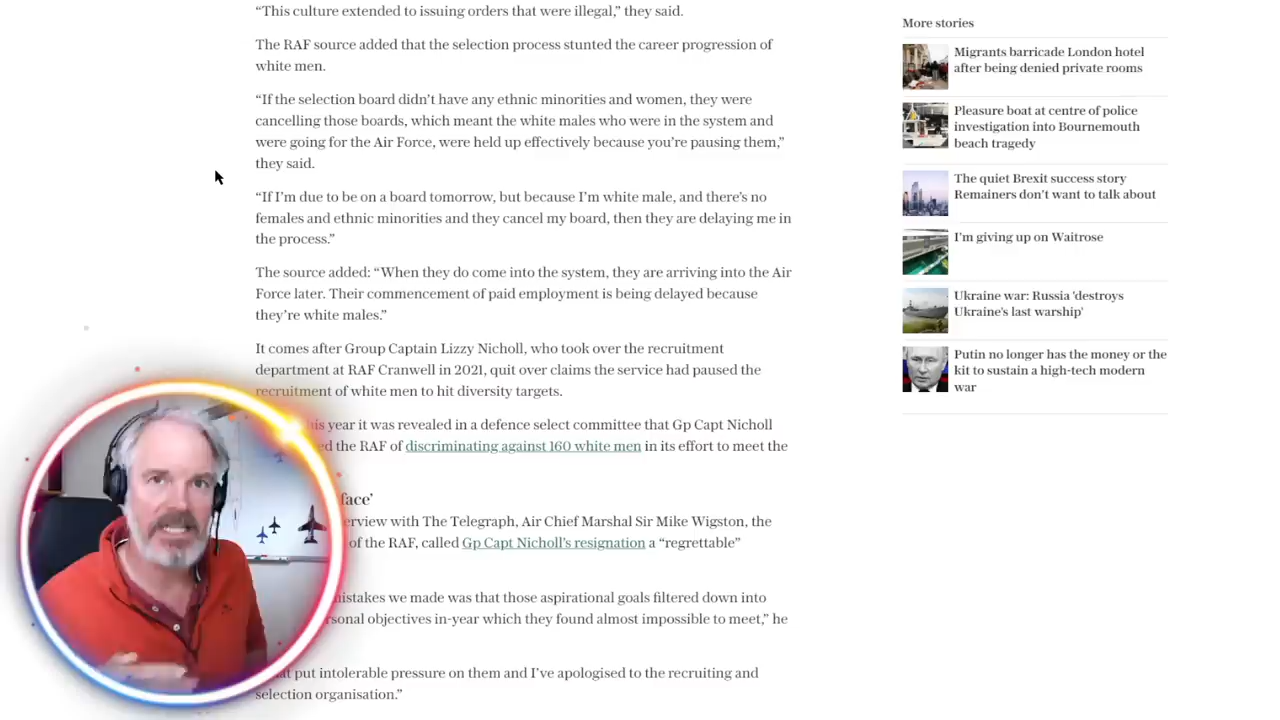 “This culture extended to issuing orders that were illegal,” they said.
The RAF source added that the selection process stunted the career progression of
white men.
“If the selection board didn’t have any ethnic minorities and women, they were
cancelling those boards, which meant the white males who were in the system and
were going for the Air Force, were held up effectively because you’re pausing them,”
they said.
“If I’m due to be on a board tomorrow, but because I’m white male, and there’s no
females and ethnic minorities and they cancel my board, then they are delaying me in
the process.”
The source added: “When they do come into the system, they are arriving into the Air
Force later. Their commencement of paid employment is being delayed because
they’re white males.”
It comes after Group Captain Lizzy Nicholl, who took over the recruitment
department at RAF Cranwell in 2021, quit over claims the service had paused the
recruitment of white men to hit diversity targets.
his year it was revealed in a defence select committee that Gp Capt Nicholl
ed the RAF of discriminating against 160 white men in its effort to meet the
face’
erview with The Telegraph, Air Chief Marshal Sir Mike Wigston, the
of the RAF, called Gp Capt Nicholl’s resignation a “regrettable”
istakes we made was that those aspirational goals filtered down into
rsonal objectives in-year which they found almost impossible to meet,” he
at put intolerable pressure on them and I’ve apologised to the recruiting and
selection organisation.”
More stories
Migrants barricade London hotel
after being denied private rooms
Pleasure boat at centre of police
investigation into Bournemouth
beach tragedy
The quiet Brexit success story
Remainers don’t want to talk about
I’m giving up on Waitrose
Ukraine war: Russia 'destroys
Ukraine's last warship'
Putin no longer has the money or the
kit to sustain a high-tech modern
war